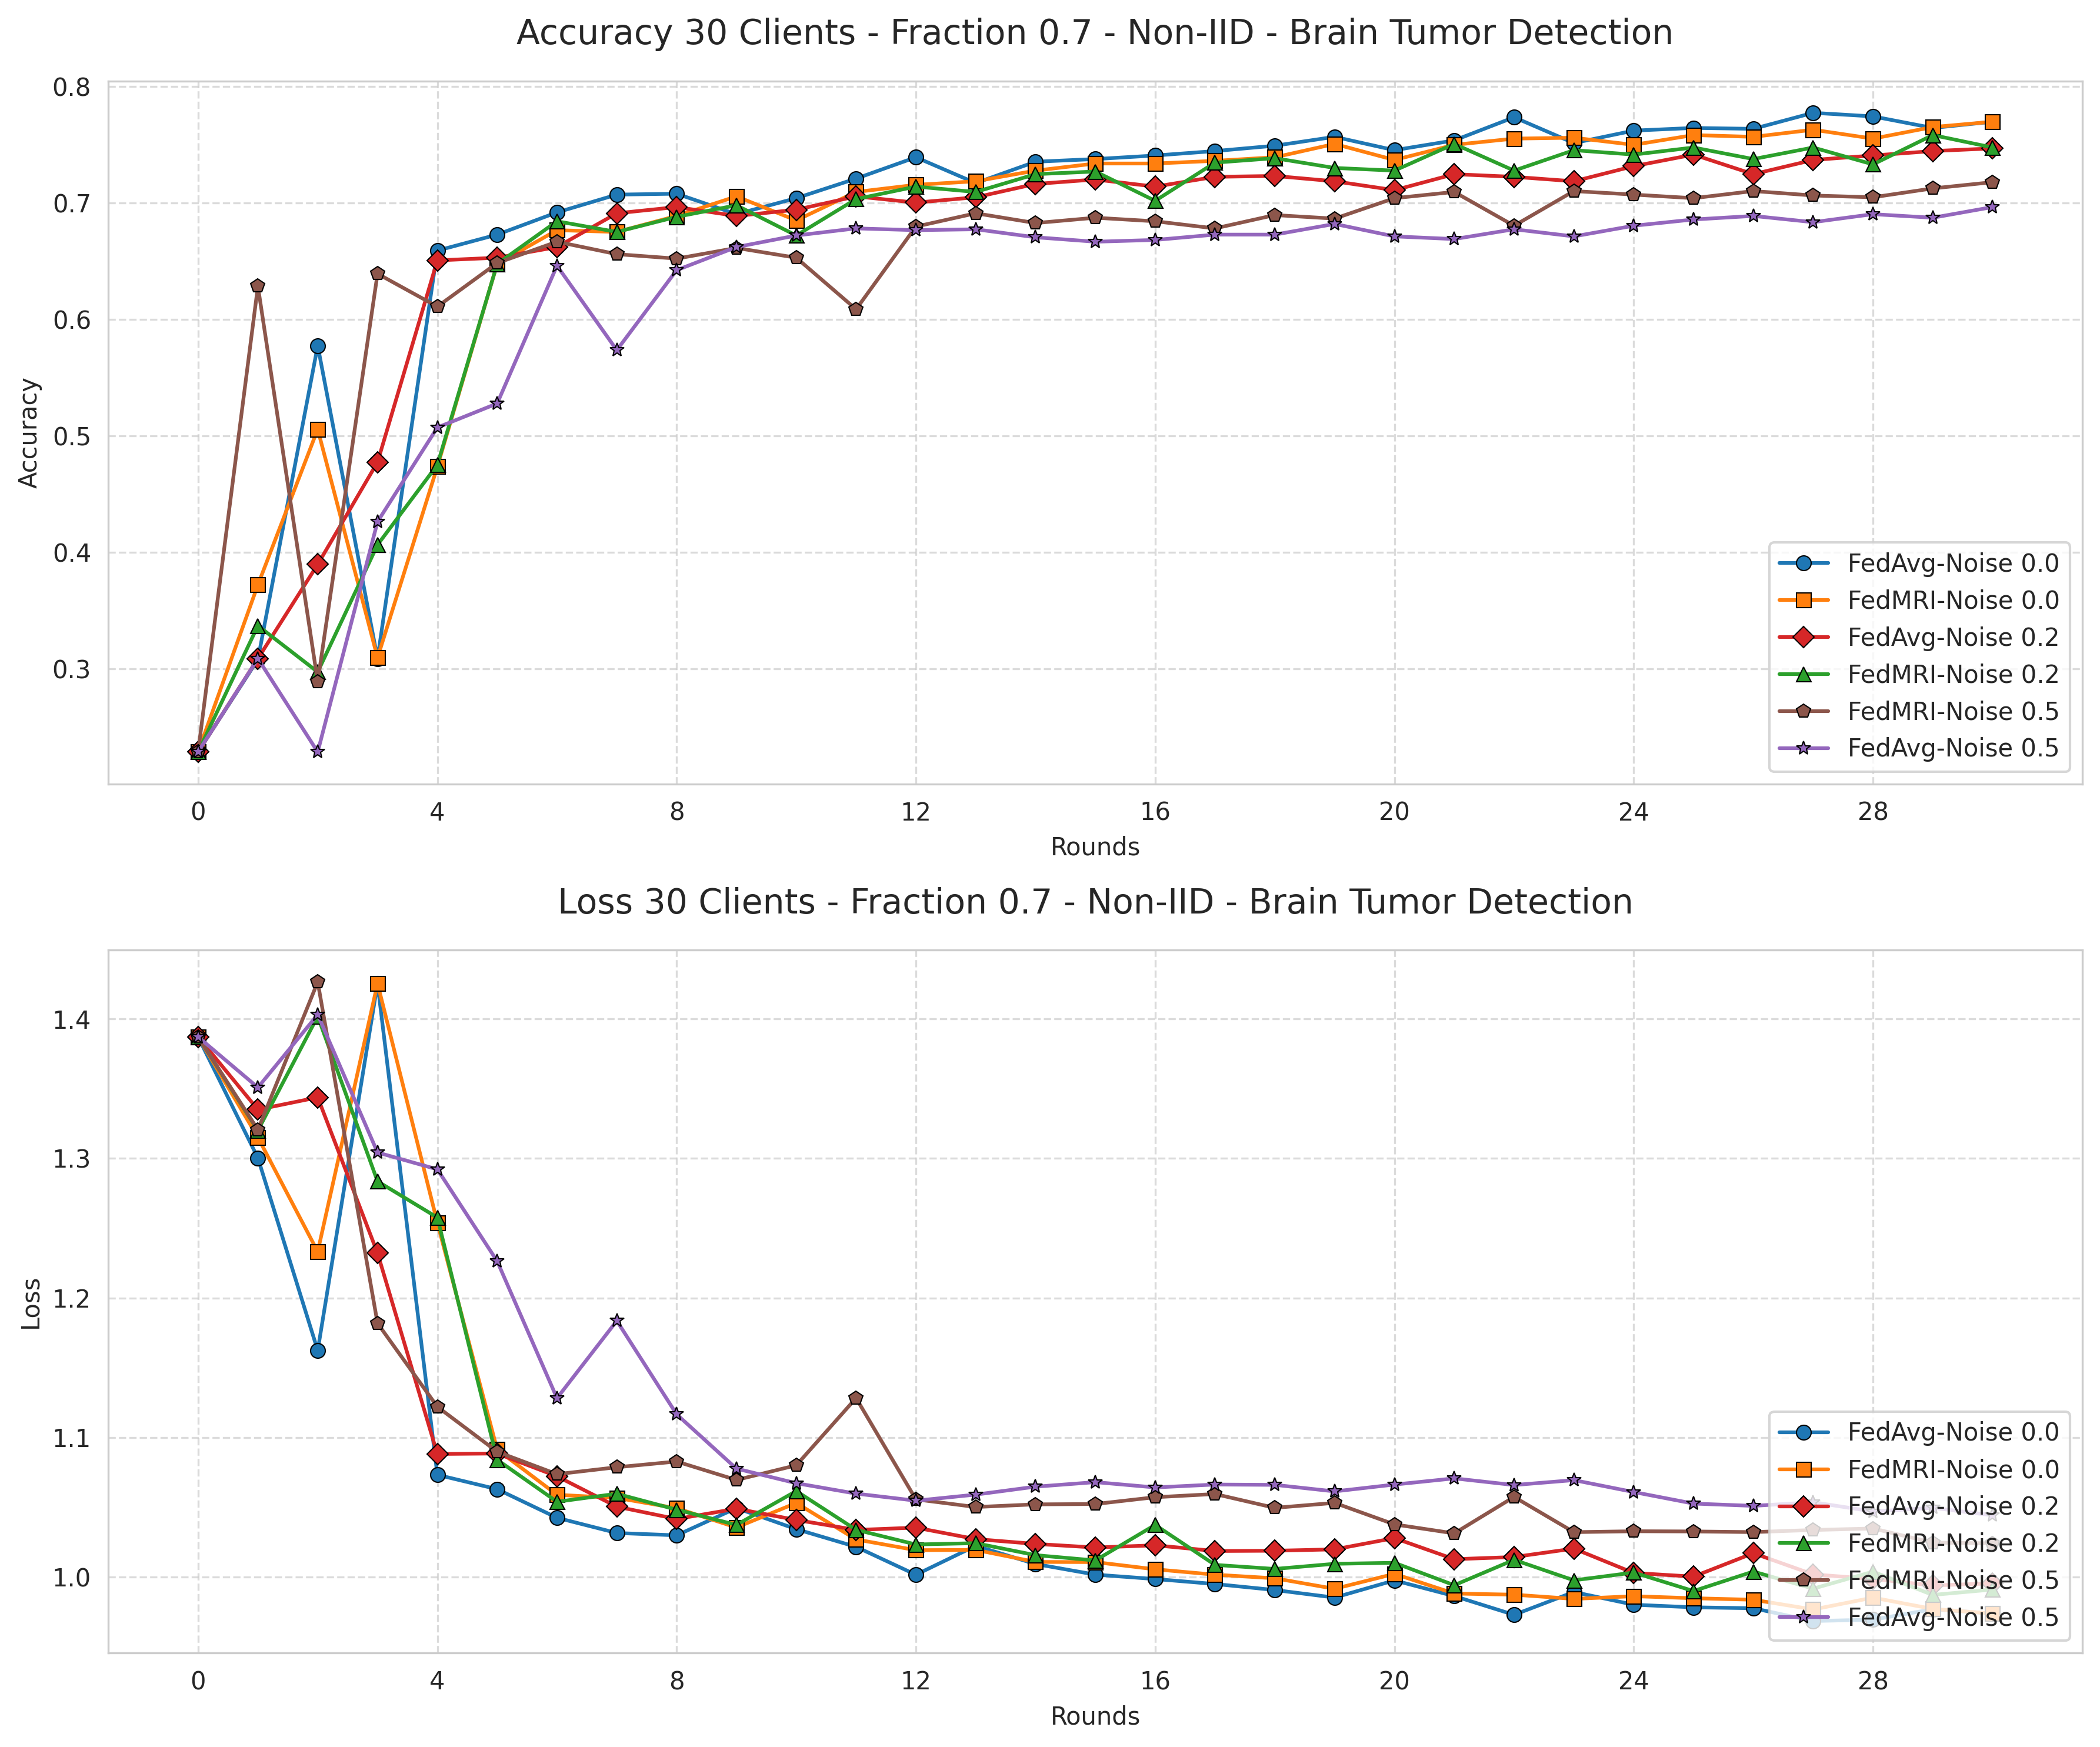 Accuracy 30 Clients - Fraction 0.7 - Non-IID - Brain Tumor Detection
0.8
0.7
0.6
0.5
0.4
0.3
Accuracy
FedAvg-Noise 0.0
FedMRI-Noise 0.0
FedAvg-Noise 0.2
FedMRI-Noise 0.2
FedMRI-Noise 0.5
FedAvg-Noise 0.5
0 4 8 12 16 20 24 28
Rounds
Loss 30 Clients - Fraction 0.7 - Non-IID - Brain Tumor Detection
1.4
1.3
1.2
1.1
1.0
Loss
FedAvg-Noise 0.0
FedMRI-Noise 0.0
FedAvg-Noise 0.2
FedMRI-Noise 0.2
FedMRI-Noise 0.5
FedAvg-Noise 0.5
0 4 8 12 16 20 24 28
Rounds